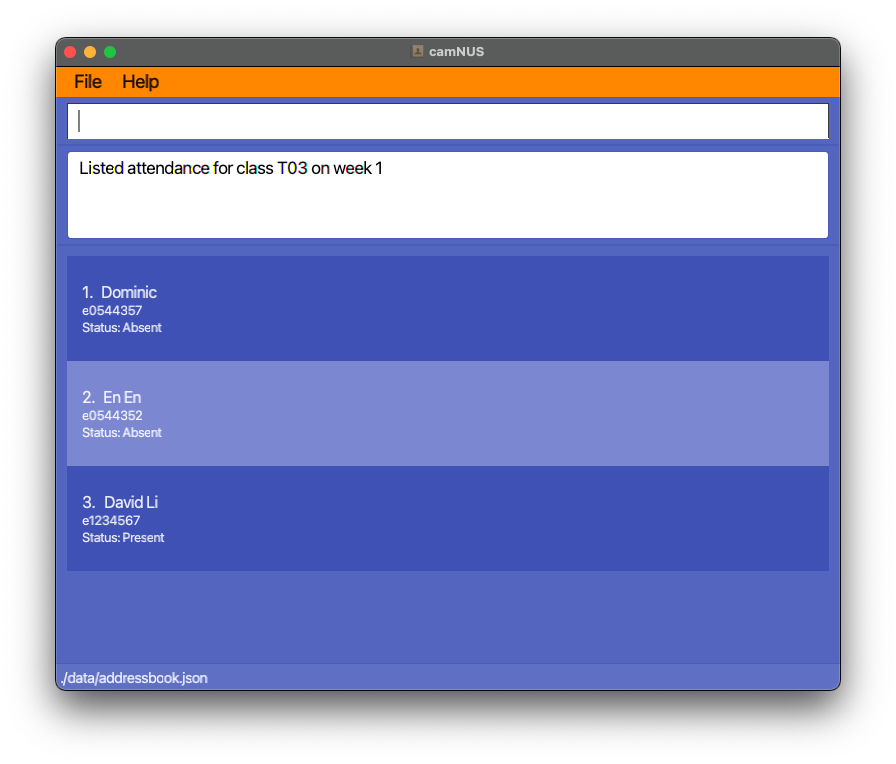 camNUS
File Help
Listed attendance for class T03 on week 1
1. Dominic
e0544357
Status: Absent
2. En En
e0544352
Status: Absent
3. David Li
e1234567
Status: Present
./data/addressbook.json